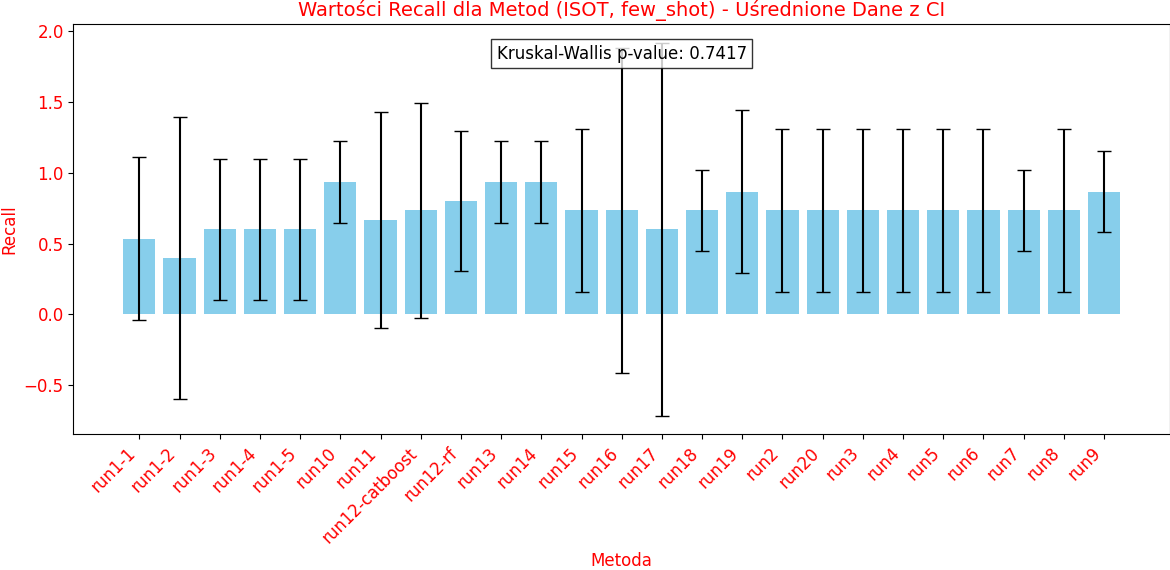 Wartości Recall dla Metod (ISOT, few_shot) - Uśrednione Dane z CI
Kruskal-Wallis p-value: 0.7417
2.0
1.5
1.0
0.5
0.0
−0.5
Recall
run1-1
run1-2
run1-3
run1-4
run1-5
run10
run11
run12-catboost
run12-rf
run13
run14
run15
run16
run17
run18
run19
run2
run20
run3
run4
run5
run6
run7
run8
run9
Metoda